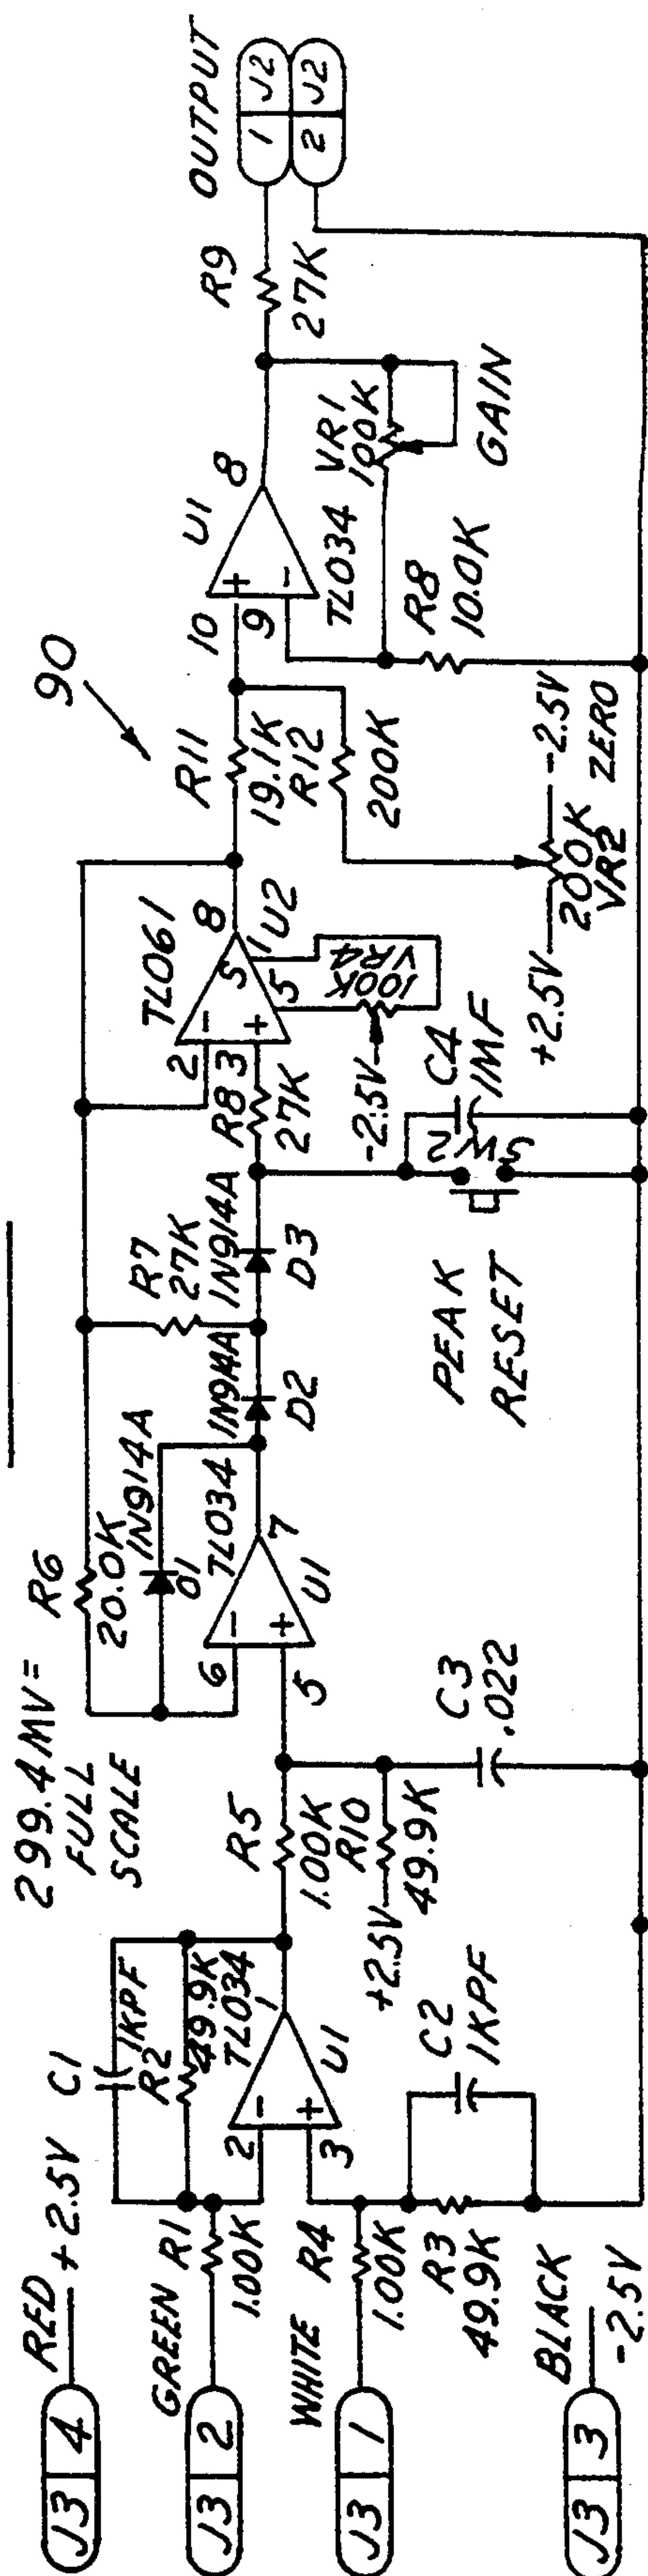 299.4MV=
FULL
SCALE
90
J3 4
RED
+2.5V
J3 2
GREEN
J3 1
WHITE
J3 3
BLACK
-2.5V
R1
1.00K
R4
1.00K
C1
1KPF
R2
49.9K
TL034
2
3
1
U1
R3
49.9K
C2
1KPF
R5
1.00K
R10
49.9K
+2.5V
C3
.022
R6
20.0K
1N914A
D1
TL034
6
5
7
U1
1N914A
D2
R7
27K
1N914A
D3
PEAK
RESET
SW2
C4
1MF
R8
27K
TL061
2
3
8
S
1
5
U2
100K
VR4
-2.5V
R11
19.1K
R12
200K
+2.5V
-2.5V
200K
VR2
ZERO
10
9
8
U1
TL034
R8
10.0K
VR1
100K
GAIN
R9
27K
OUTPUT
1 J2
2 J2